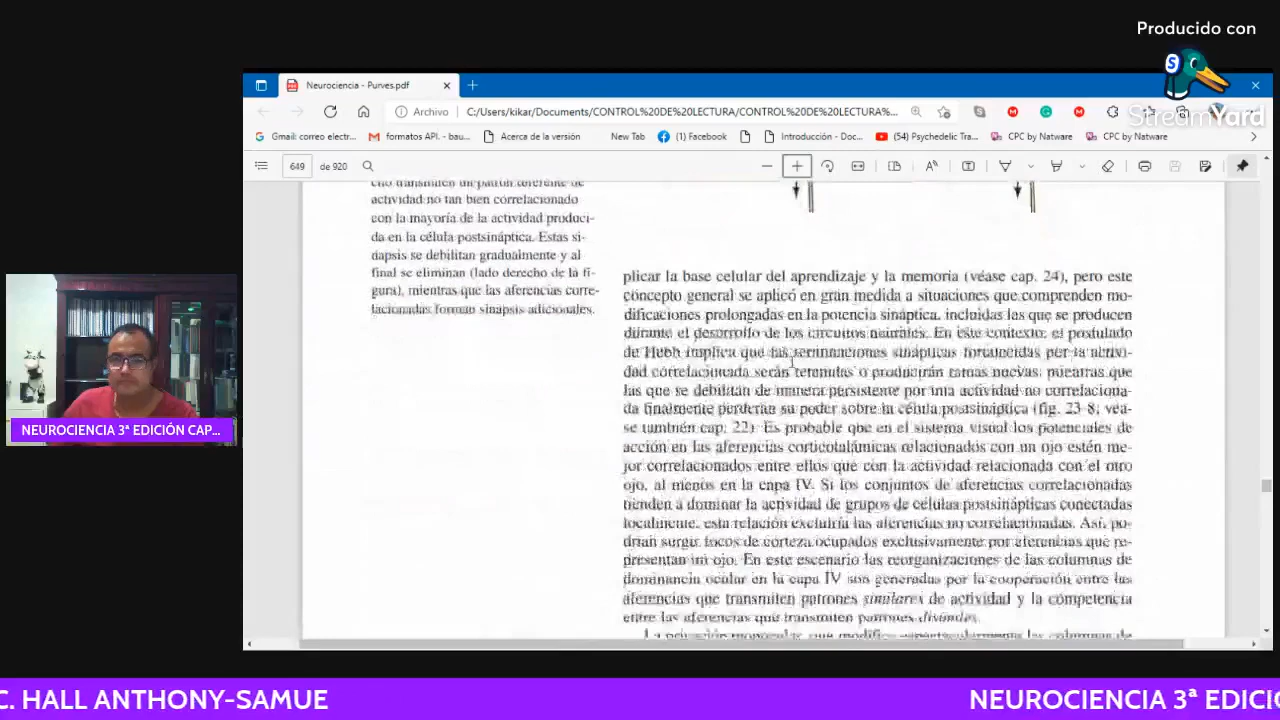 Producido con
StreamYard
Neurociencia - Purves.pdf
Archivo
C:/Users/kikar/Documents/CONTROL%20DE%20LECTURA/CONTROL%20DE%20LECTURA%...
Gmail: correo electr...
formatos APL - bau...
Acerca de la versión
New Tab
(1) Facebook
Introducción - Doc...
(54) Psychedelic Tra...
CPC by Natware
CPC by Natware
649
de 920
cho transmiten un patrón
actividad no tan bien correlacionado
con la mayoría de la actividad produci-
da en la célula postsináptica. Estas si-
napsis se debilitan gradualmente y al
final se eliminan (lado derecho de la fi-
gura), mientras que las aferencias corre-
lacionadas forman sinapsis adicionales.
plicar la base celular del aprendizaje y la memoria (véase cap. 24), pero este
concepto general se aplicó en gran medida a situaciones que comprenden mo-
dificaciones prolongadas en la potencia sináptica, incluidas las que se producen
durante el desarrollo de los circuitos neurales. En este contexto, el postulado
de Hebb implica que las terminaciones sinápticas fortalecidas por la activi-
dad correlacionada serán o producirán ramas nuevas, mientras que
las que se debilitan de manera persistente por una actividad no correlaciona-
da finalmente perderán su poder sobre la célula postsináptica (fig. 23-8; véa-
se también cap. 22). Es probable que en el sistema visual los potenciales de
acción en las aferencias corticotalámicas relacionados con un ojo estén me-
jor correlacionados entre ellos que con la actividad relacionada con el otro
ojo, al menos en la capa IV. Si los conjuntos de aferencias correlacionadas
tienden a dominar la actividad de grupos de células postsinápticas conectadas
localmente, esta relación excluiría las aferencias no correlacionadas. Así, po-
drían surgir focos de corteza ocupados exclusivamente por aferencias que re-
presentan un ojo. En este escenario las reorganizaciones de las columnas de
dominancia ocular en la capa IV son generadas por la cooperación entre las
aferencias que transmiten patrones similares de actividad y la competencia
entre las aferencias que transmiten patrones
La privación monocular, que modifica las columnas de
NEUROCIENCIA 3ª EDICIÓN CAP...
C. HALL ANTHONY-SAMUE
NEUROCIENCIA 3ª EDICI